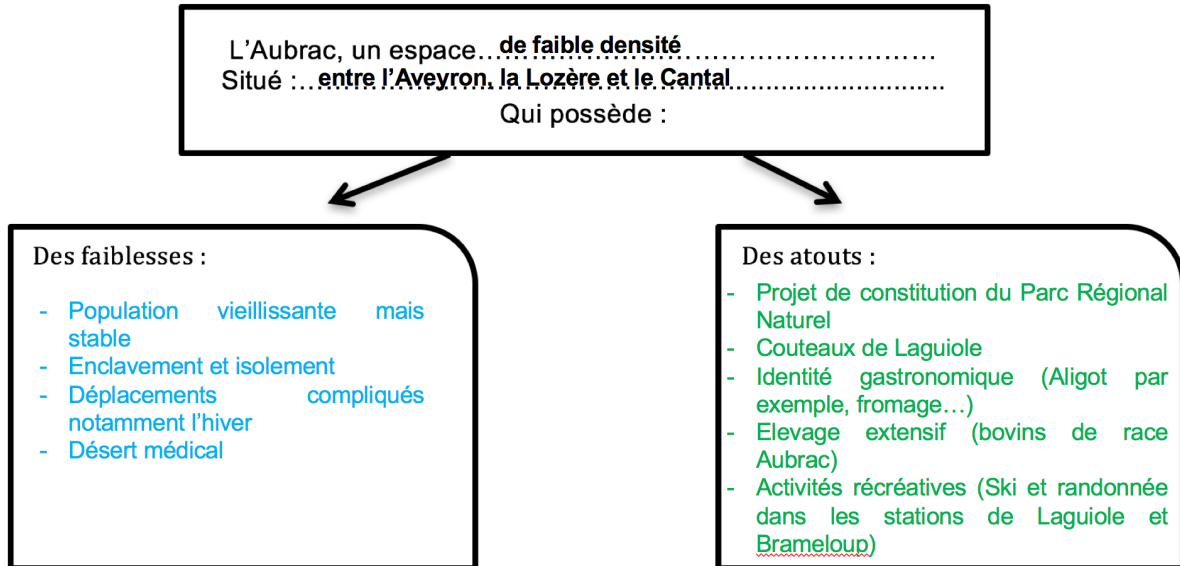 L'Aubrac, un espace…de faible densité……………………………
Situé :…entre l'Aveyron, la Lozère et le Cantal……………………
Qui possède :
Des faiblesses :
- Population vieillissante mais
stable
- Enclavement et isolement
- Déplacements compliqués
notamment l'hiver
- Désert médical
Des atouts :
- Projet de constitution du Parc Régional
Naturel
- Couteaux de Laguiole
- Identité gastronomique (Aligot par
exemple, fromage…)
- Elevage extensif (bovins de race
Aubrac)
- Activités récréatives (Ski et randonnée
dans les stations de Laguiole et
Brameloup)